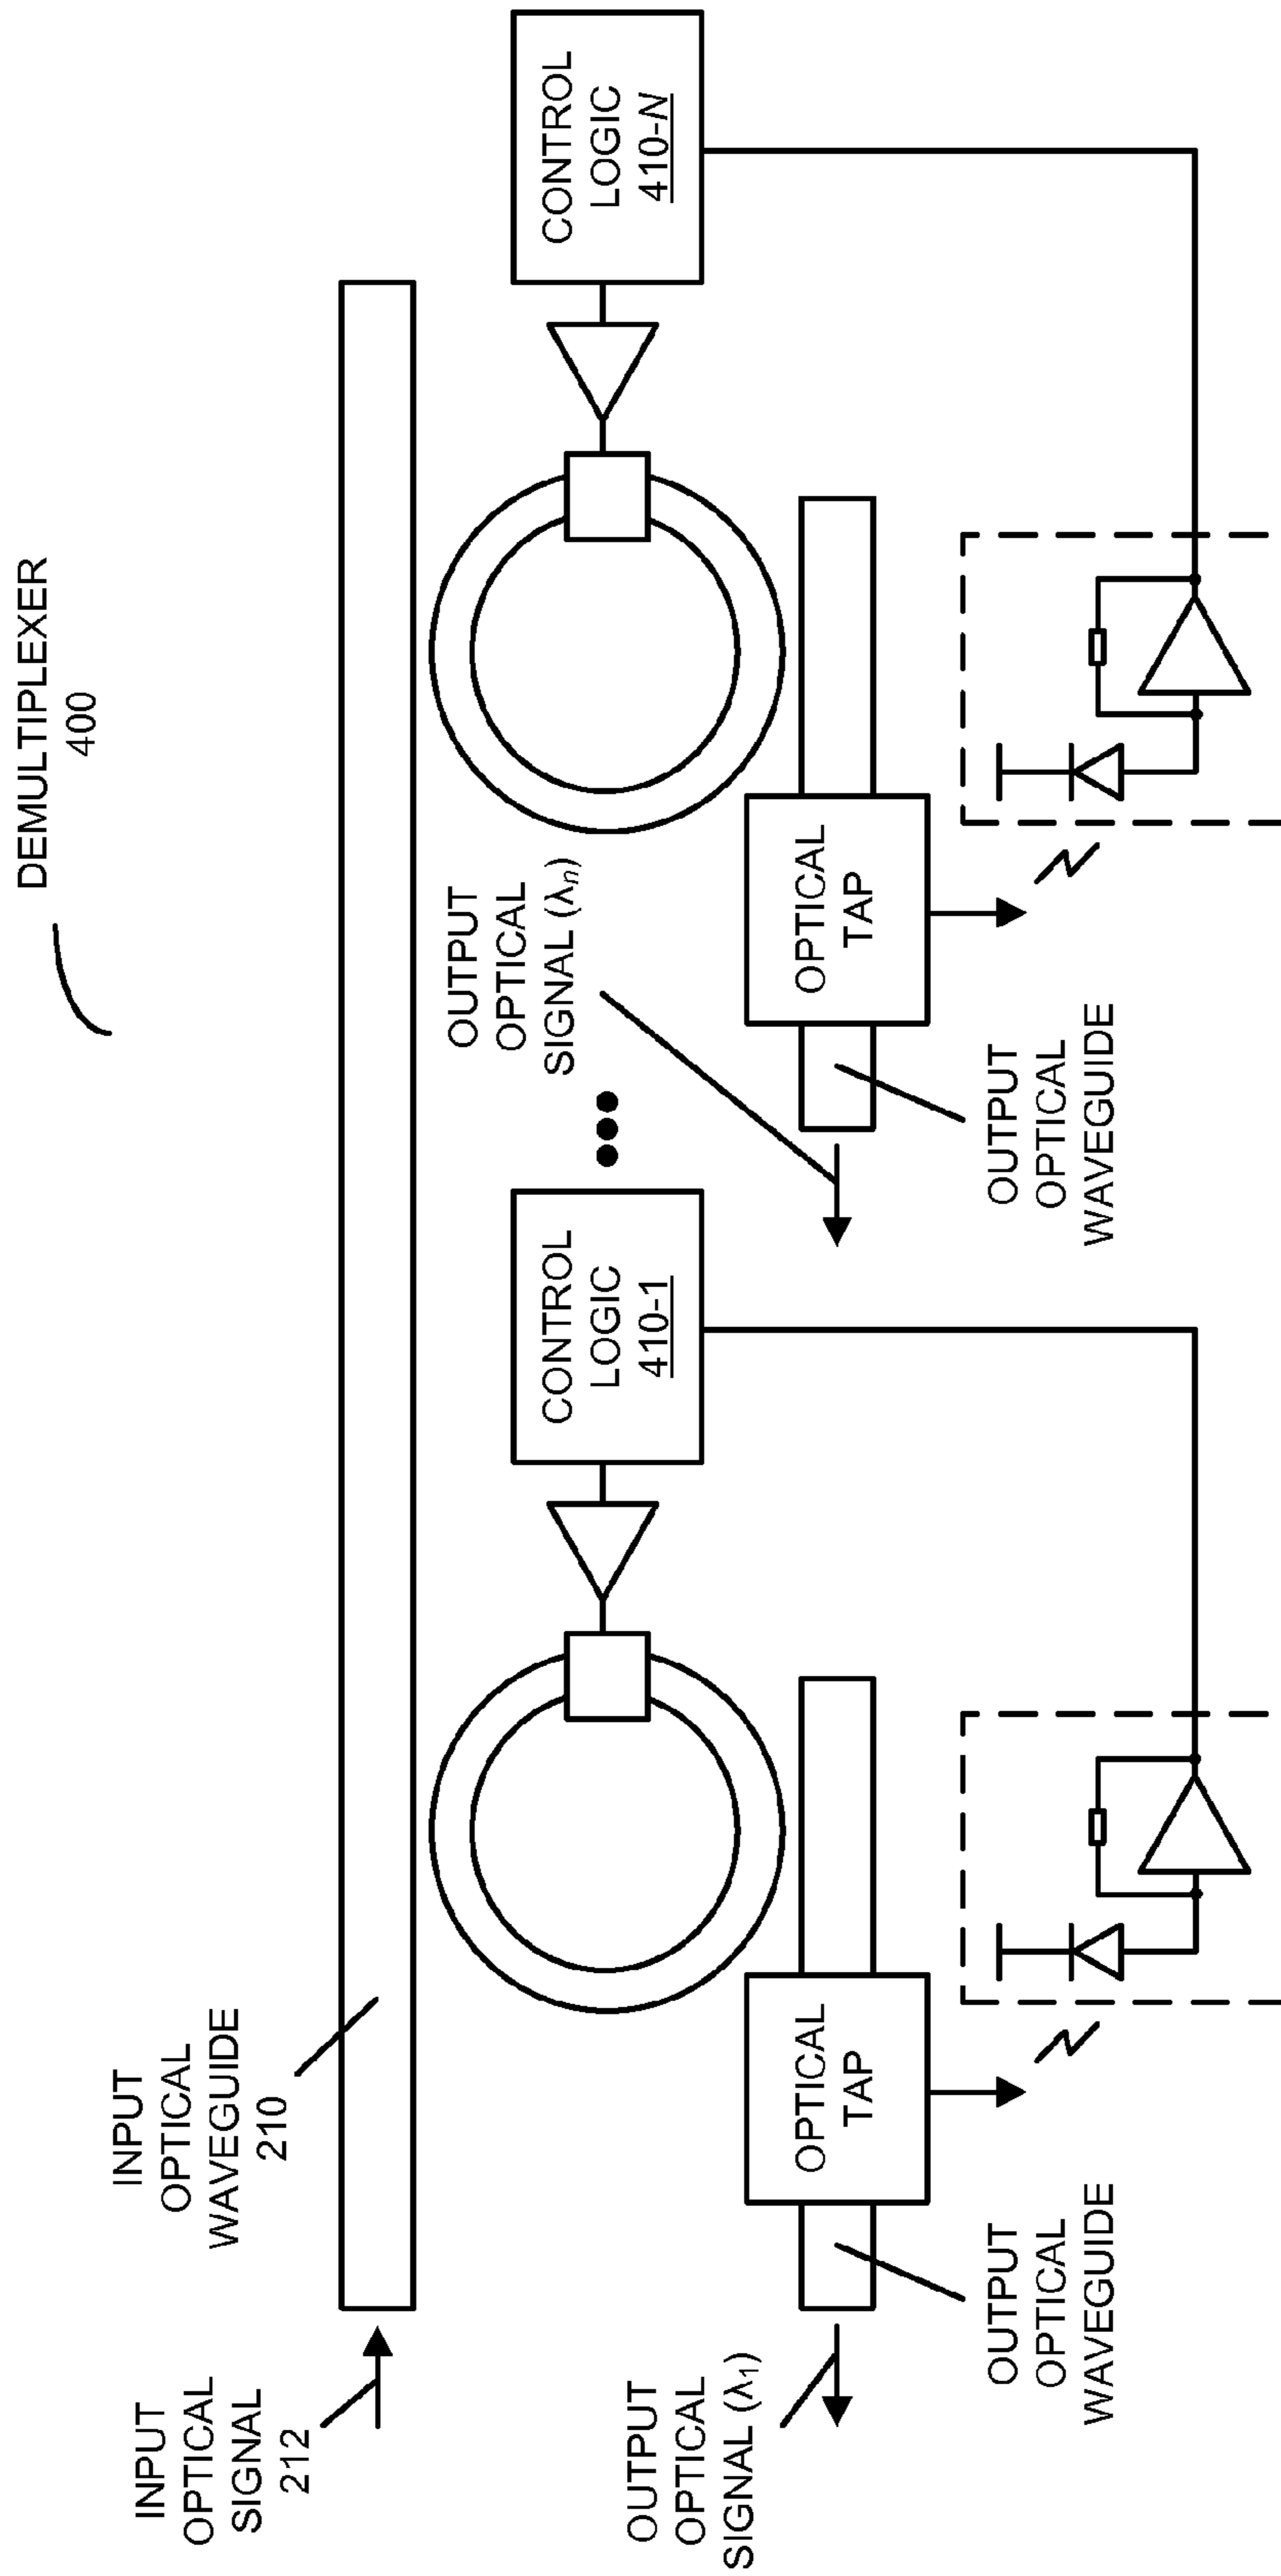 DEMULTIPLEXER
400
INPUT
OPTICAL
SIGNAL
212
INPUT
OPTICAL
WAVEGUIDE
210
CONTROL
LOGIC
410-1
CONTROL
LOGIC
410-N
OUTPUT
OPTICAL
SIGNAL (λ1)
OPTICAL
TAP
OUTPUT
OPTICAL
WAVEGUIDE
OUTPUT
OPTICAL
SIGNAL (λn)
OPTICAL
TAP
OUTPUT
OPTICAL
WAVEGUIDE